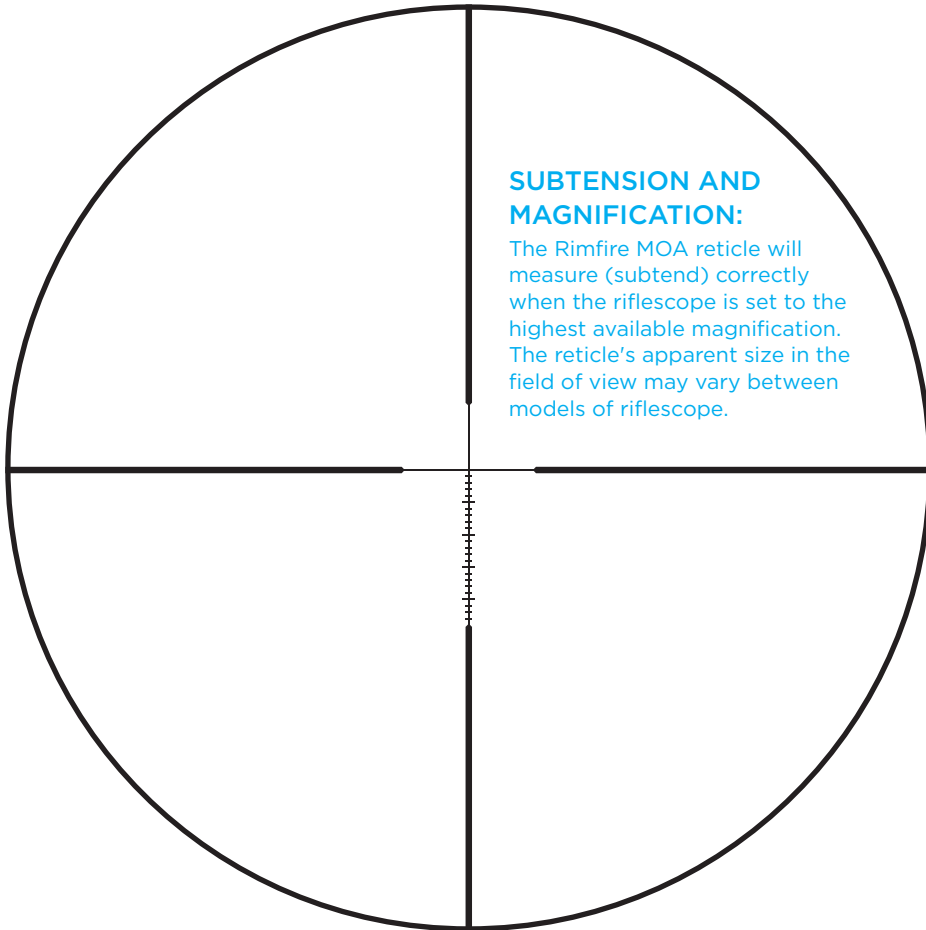 SUBTENSION AND
MAGNIFICATION:
The Rimfire MOA reticle will
measure (subtend) correctly
when the riflescope is set to the
highest available magnification.
The reticle's apparent size in the
field of view may vary between
models of riflescope.